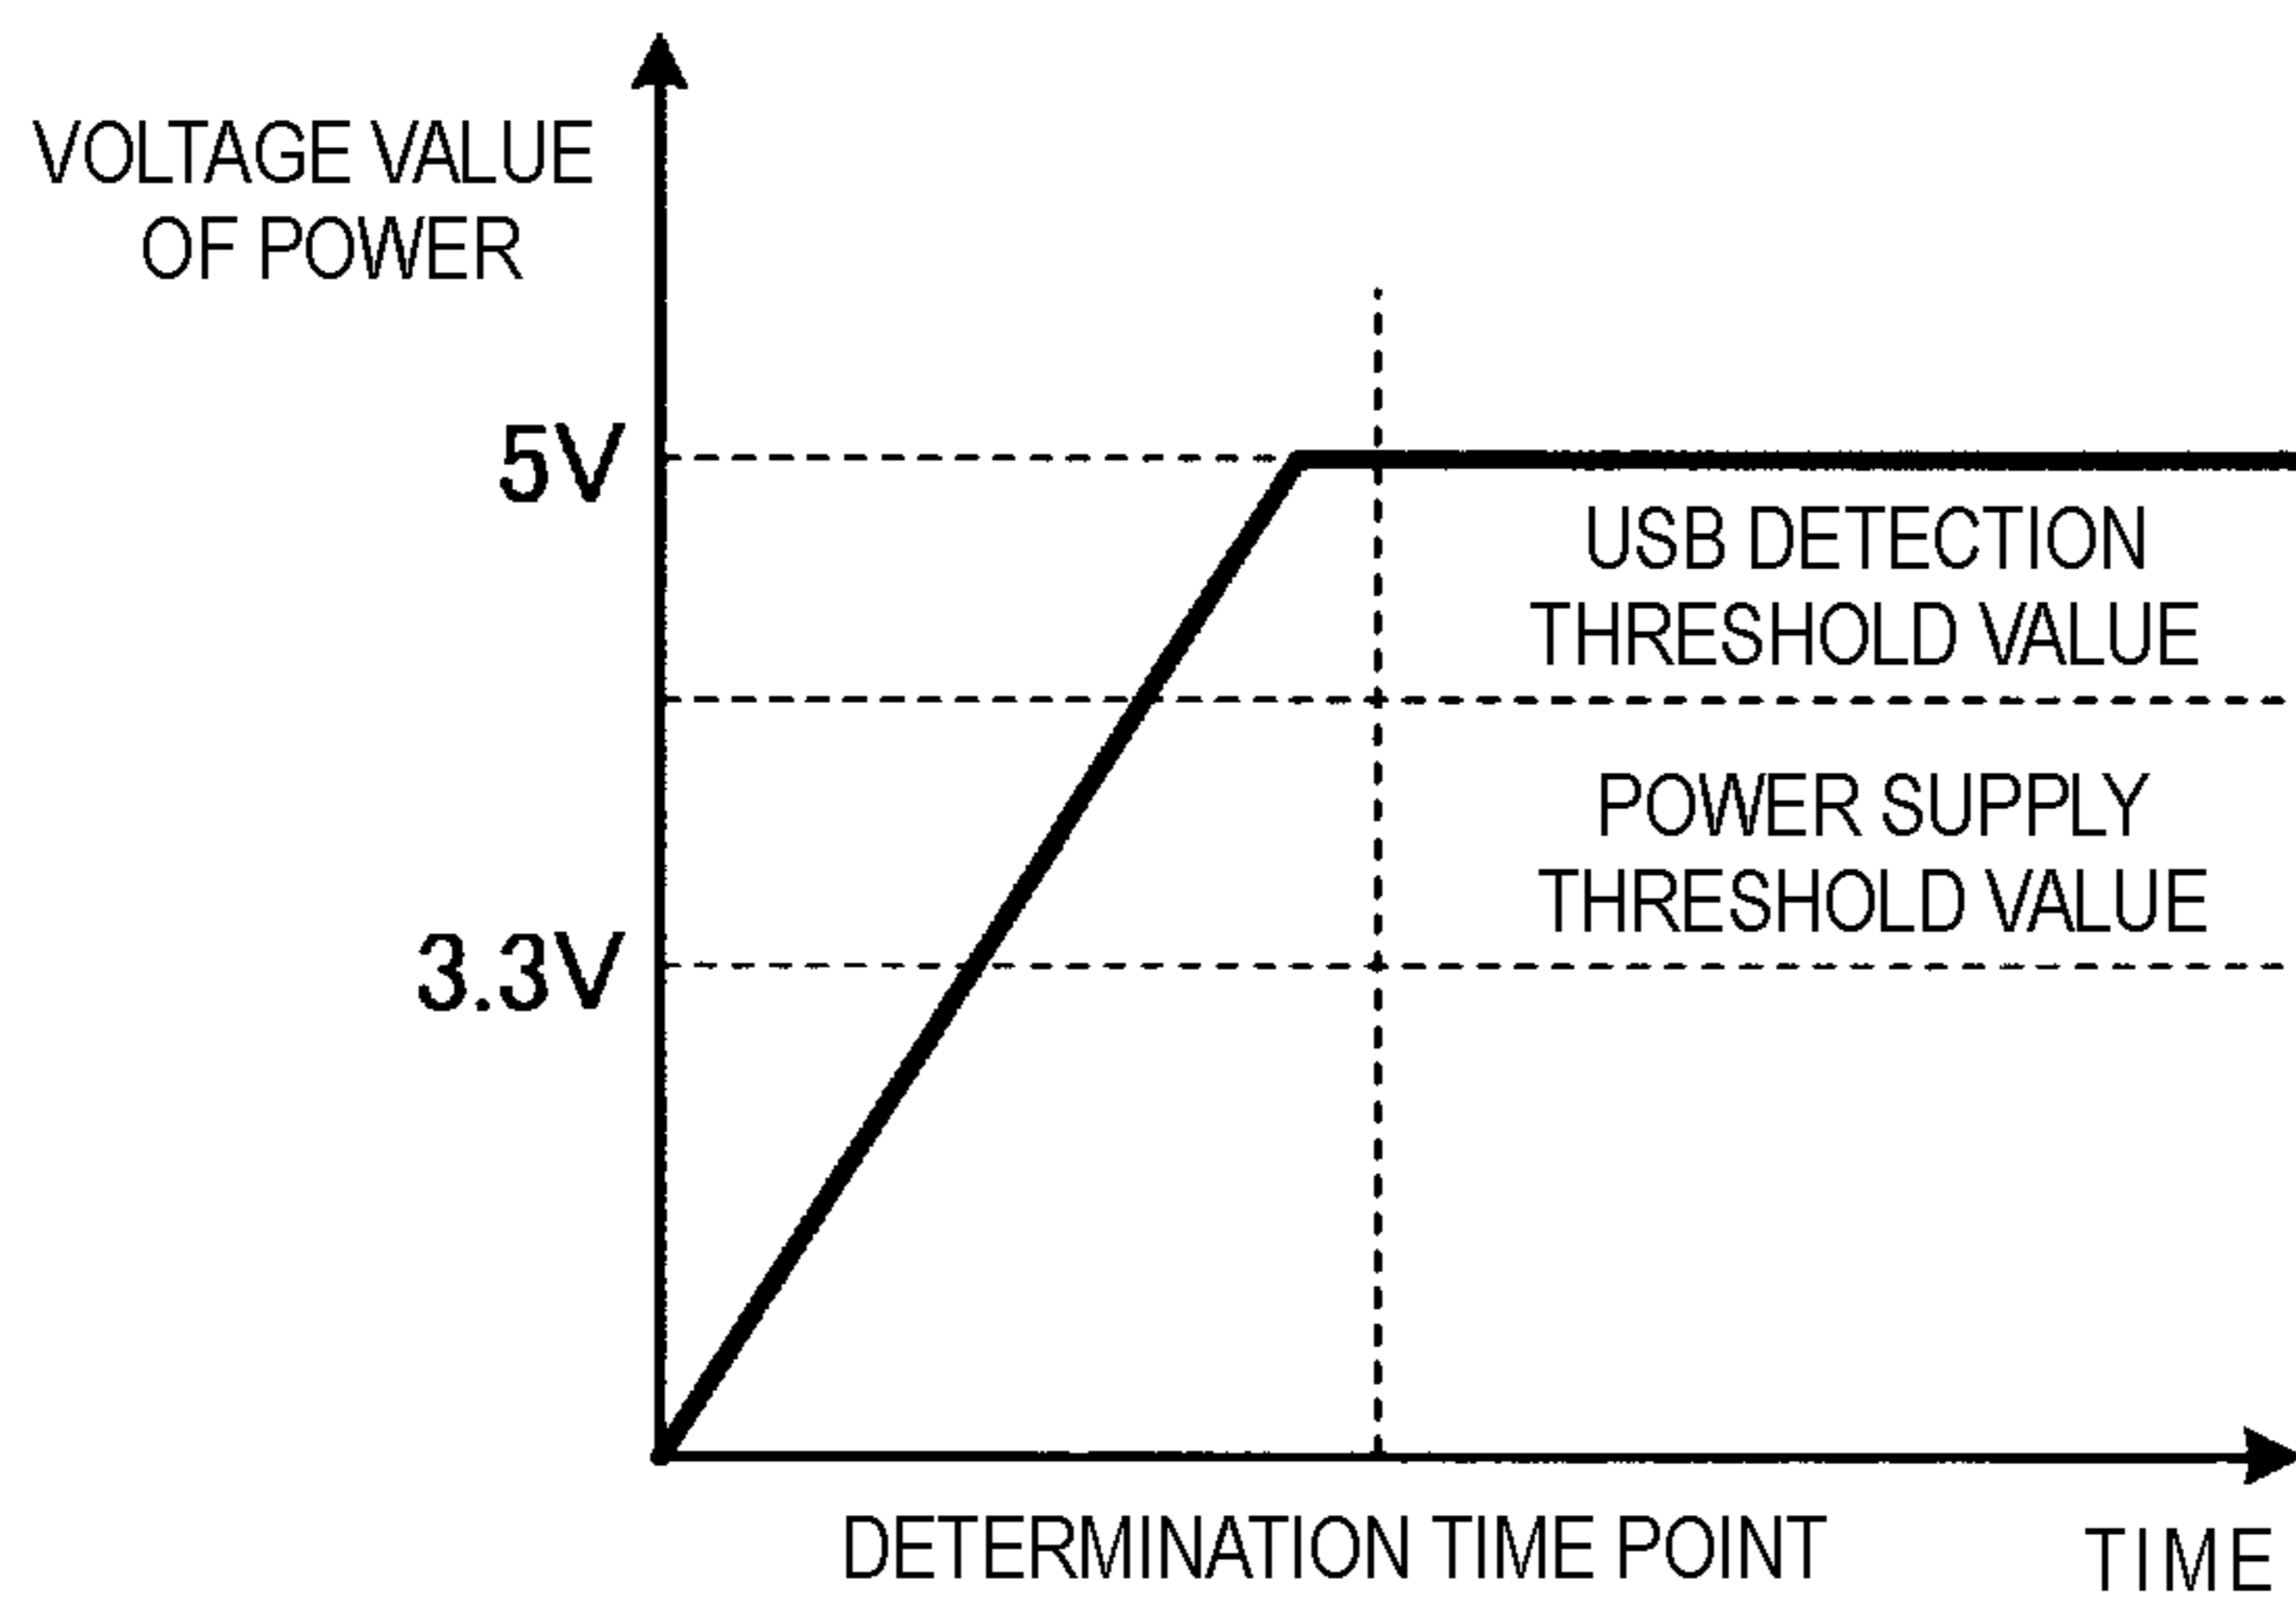 VOLTAGE VALUE
OF POWER
5V
USB DETECTION
THRESHOLD VALUE
POWER SUPPLY
THRESHOLD VALUE
3.3V
DETERMINATION TIME POINT
TIME